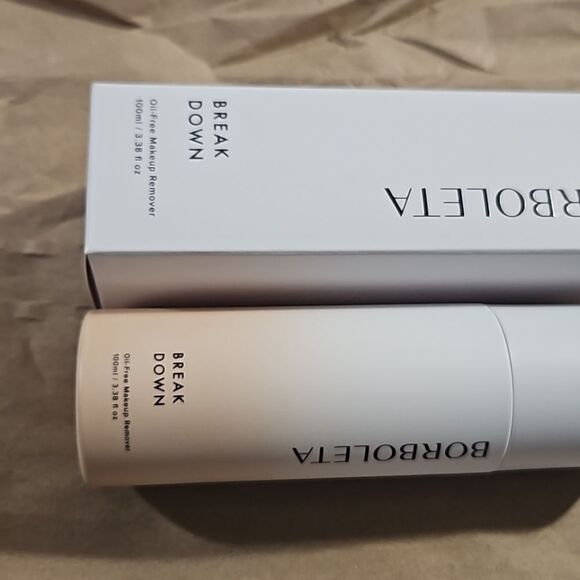 BREAK
DOWN
Oil-Free Makeup Remover
100ml / 3.38 fl oz
RBOLETA
BREAK
DOWN
Oil-Free Makeup Remover
100ml / 3.38 fl oz
BORBOLETA